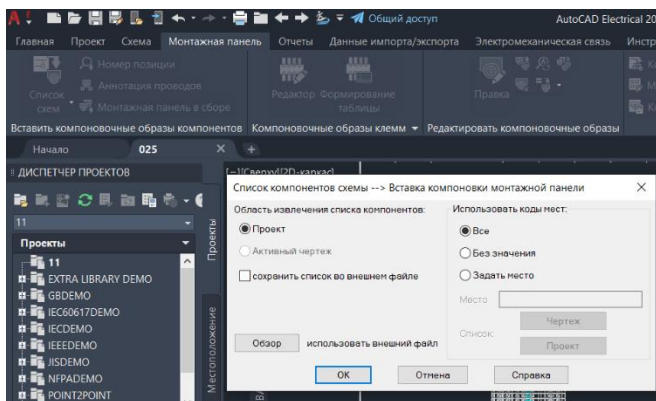 Общий доступ
AutoCAD Electrical 20
Главная Проект Схема Монтажная панель Отчеты Данные импорта/экспорта Электромеханическая связь Инстр
Номер позиции
Аннотация проводов
Список схем
Монтажная панель в сборе
Редактор
Формирование таблицы
Правка
Вставить компоновочные образы компонентов Компоновочные образы клемм Редактировать компоновочные образы
Начало 025
ДИСПЕТЧЕР ПРОЕКТОВ
[−][Сверху][2D-каркас]
11
Проекты
11
EXTRA LIBRARY DEMO
GBDEMO
IEC60617DEMO
IECDEMO
IEEEDEMO
JISDEMO
NFPADEMO
POINT2POINT
Проекты
Местоположение
Список компонентов схемы --> Вставка компоновки монтажной панели
Область извлечения списка компонентов:
Проект
Активный чертеж
сохранить список во внешнем файле
Обзор использовать внешний файл
Использовать коды мест:
Все
Без значения
Задать место
Место
Список:
Чертеж
Проект
ОК Отмена Справка